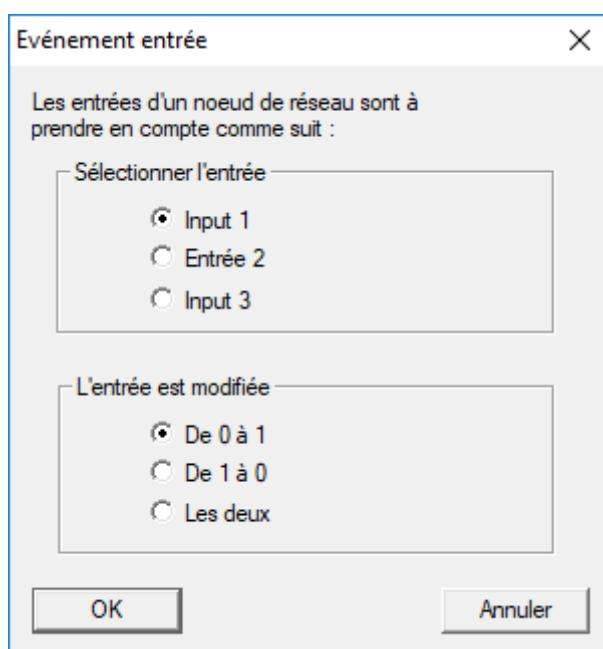 Evénement entrée
Les entrées d'un noeud de réseau sont à
prendre en compte comme suit :
Sélectionner l'entrée
Input 1
Entrée 2
Input 3
L'entrée est modifiée
De 0 à 1
De 1 à 0
Les deux
OK
Annuler